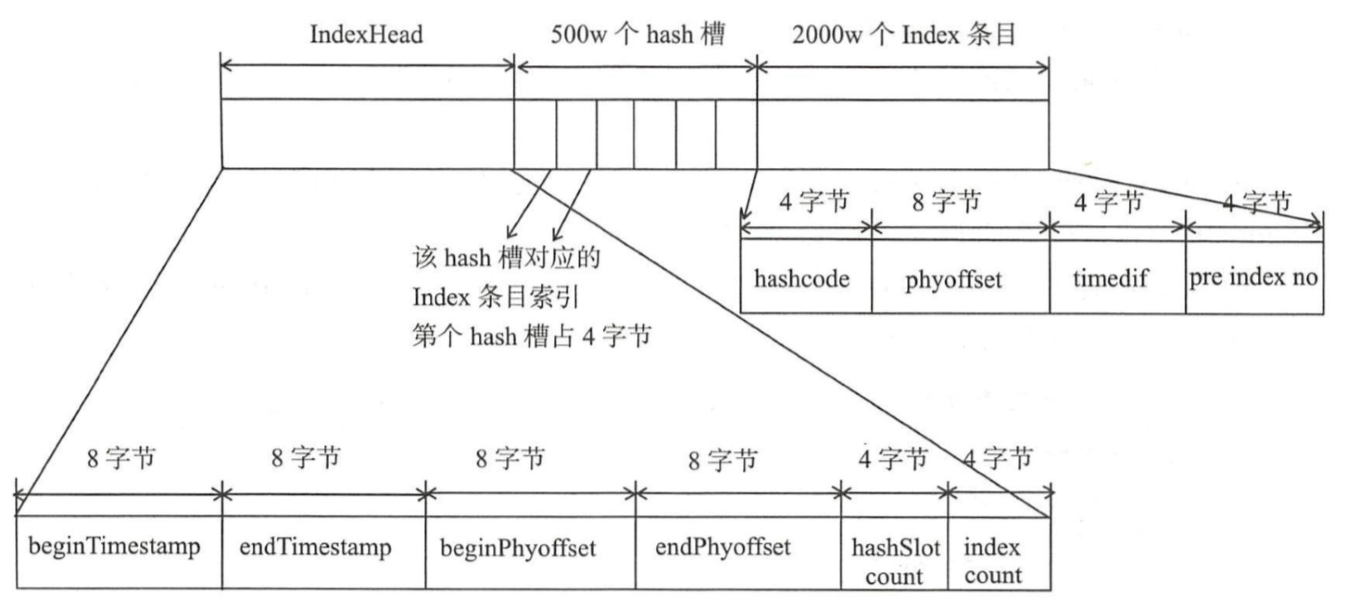 IndexHead
500w 个 hash 槽
2000w 个 Index 条目
4 字节
8 字节
4 字节
4 字节
hashcode
phyoffset
timedif
pre index no
该 hash 槽对应的
Index 条目索引
第个 hash 槽占 4 字节
8 字节
8 字节
8 字节
8 字节
4 字节
4 字节
beginTimestamp
endTimestamp
beginPhyoffset
endPhyoffset
hashSlot
count
index
count